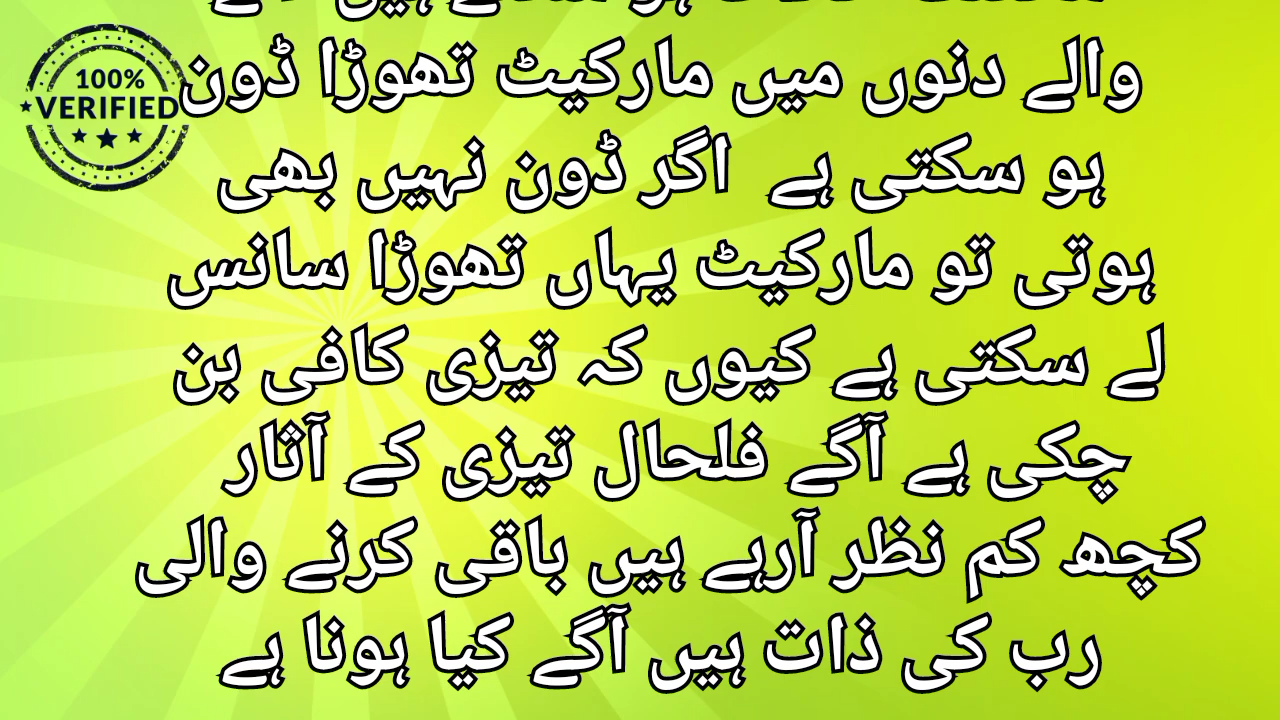 100%
VERIFIED
والے دنوں میں مارکیٹ تھوڑا ڈون
ہو سکتی ہے اگر ڈون نہیں بھی
ہوتی تو مارکیٹ یہاں تھوڑا سانس
لے سکتی ہے کیوں کہ تیزی کافی بن
چکی ہے آگے فلحال تیزی کے آثار
کچھ کم نظر آرہے ہیں باقی کرنے والی
رب کی ذات ہیں آگے کیا ہونا ہے